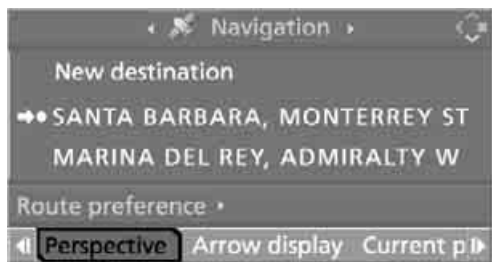 Navigation
New destination
SANTA BARBARA, MONTERREY ST
MARINA DEL REY, ADMIRALTY W
Route preference
Perspective Arrow display Current p